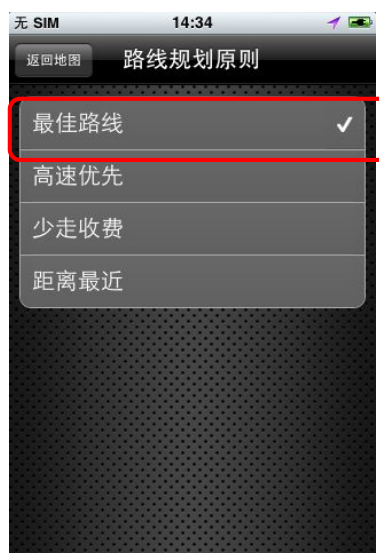 无 SIM 14:34
返回地图 路线规划原则
最佳路线
高速优先
少走收费
距离最近